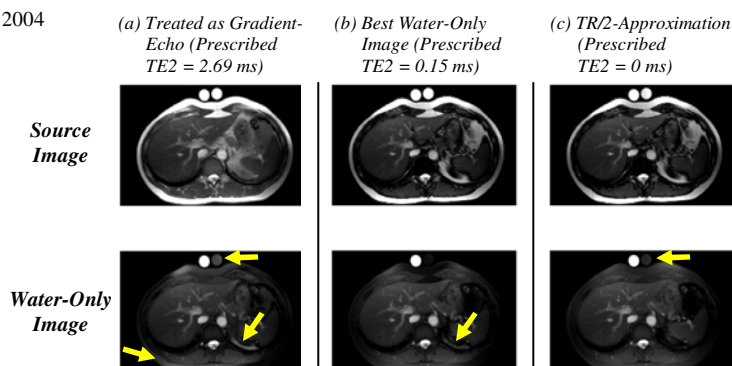 2004
(a) Treated as Gradient-
Echo (Prescribed
TE2 = 2.69 ms)
(b) Best Water-Only
Image (Prescribed
TE2 = 0.15 ms)
(c) TR/2-Approximation
(Prescribed
TE2 = 0 ms)
Source
Image
Water-Only
Image